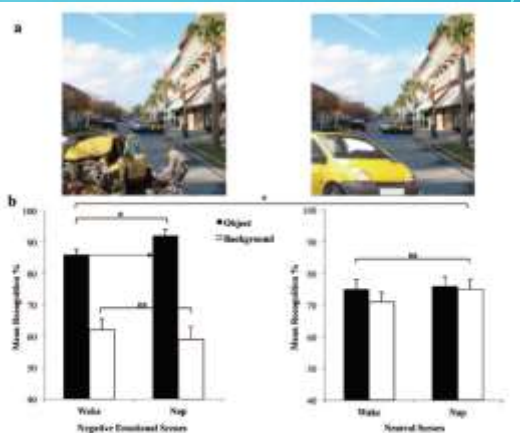 a
b
*
*
■ Object
□ Background
ns
ns
Mean Recognition %
100
90
80
70
60
50
40
Wake
Nap
Negative Emotional Scenes
Mean Recognition %
100
90
80
70
60
50
40
Wake
Nap
Neutral Scenes